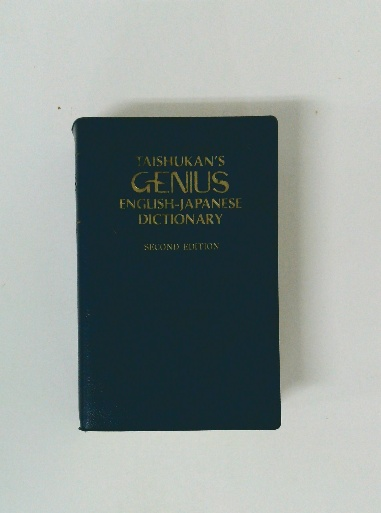 TAISHUKAN'S
GENIUS
ENGLISH-JAPANESE
DICTIONARY
SECOND EDITION